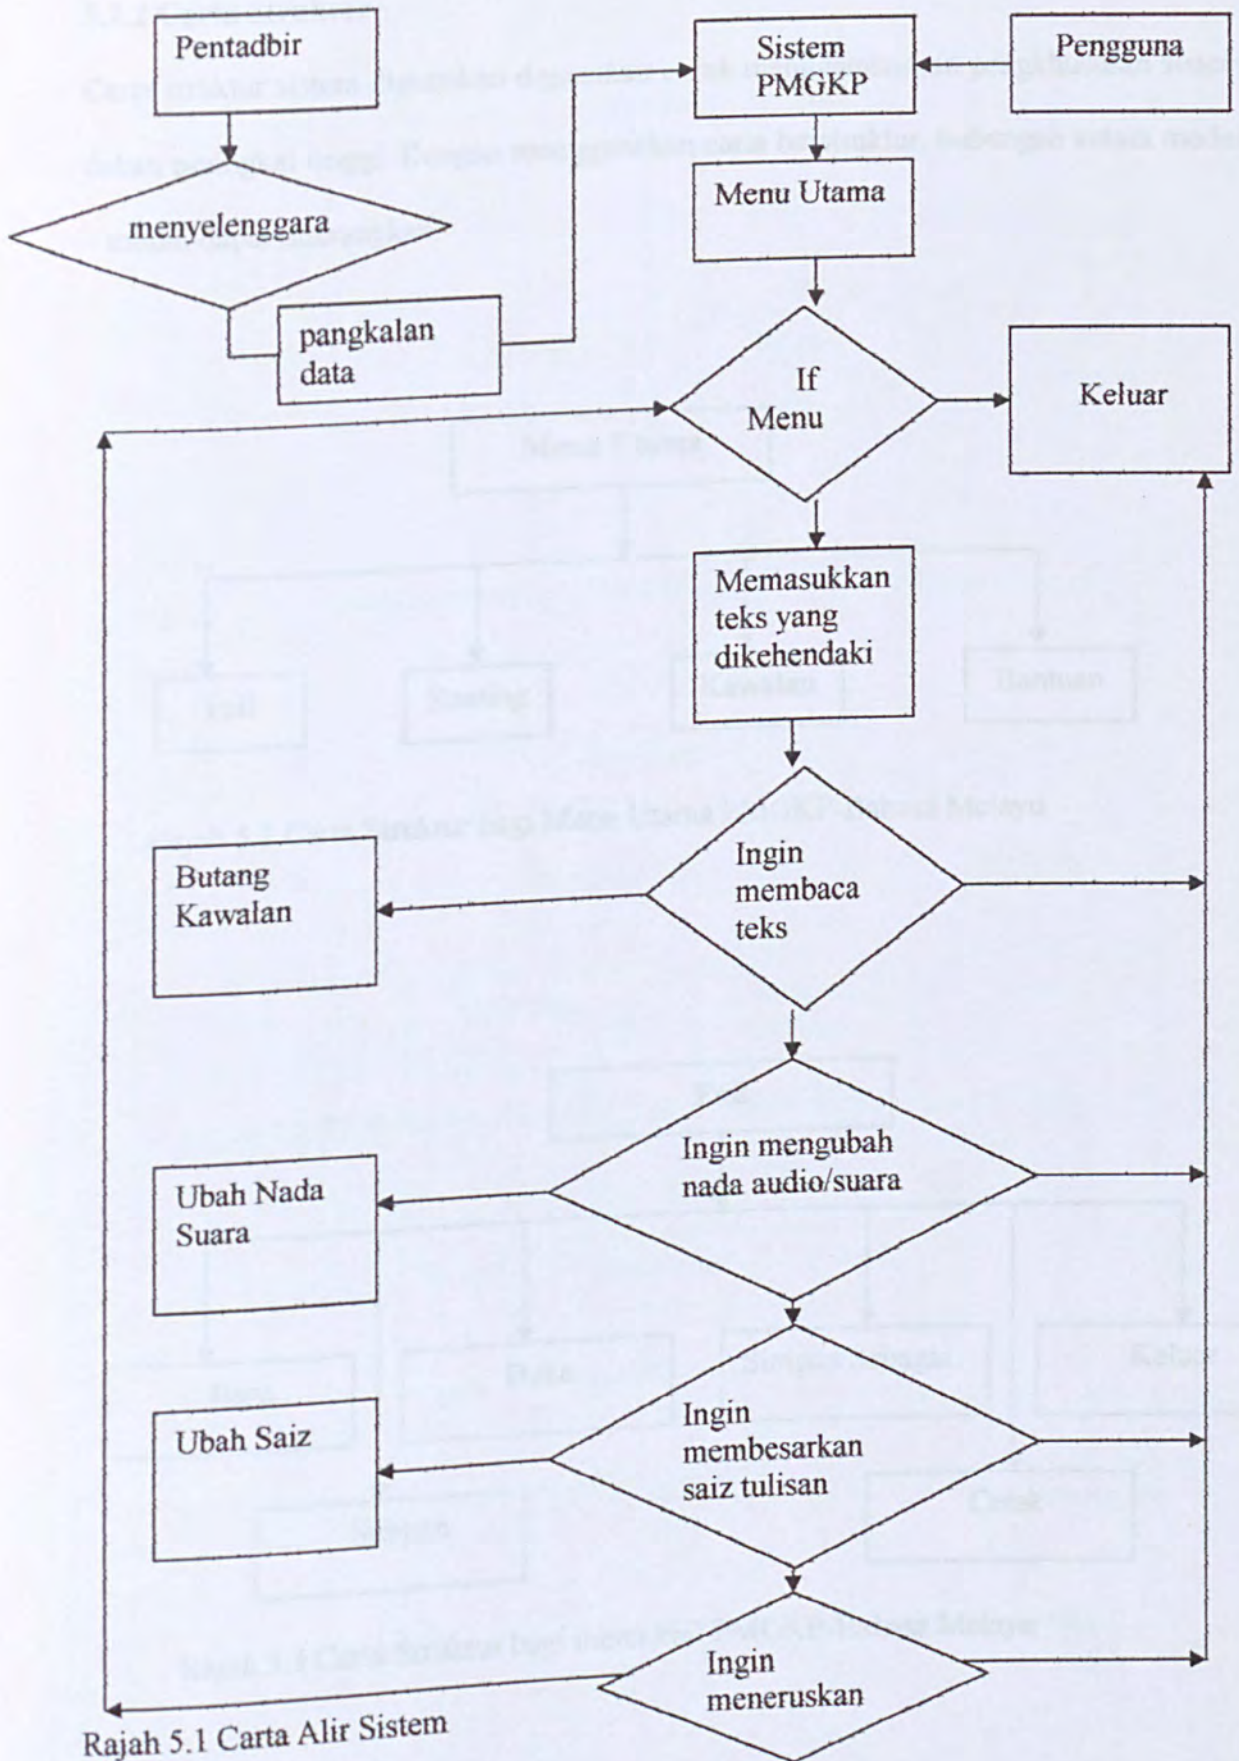 Pentadbir
Sistem
PMGKP
Pengguna
menyelenggara
Menu Utama
pangkalan
data
If
Menu
Keluar
Memasukkan
teks yang
dikehendaki
Ingin
membaca
teks
Butang
Kawalan
Ingin mengubah
nada audio/suara
Ubah Nada
Suara
Ingin
membesarkan
saiz tulisan
Ubah Saiz
Ingin
meneruskan
Rajah 5.1 Carta Alir Sistem